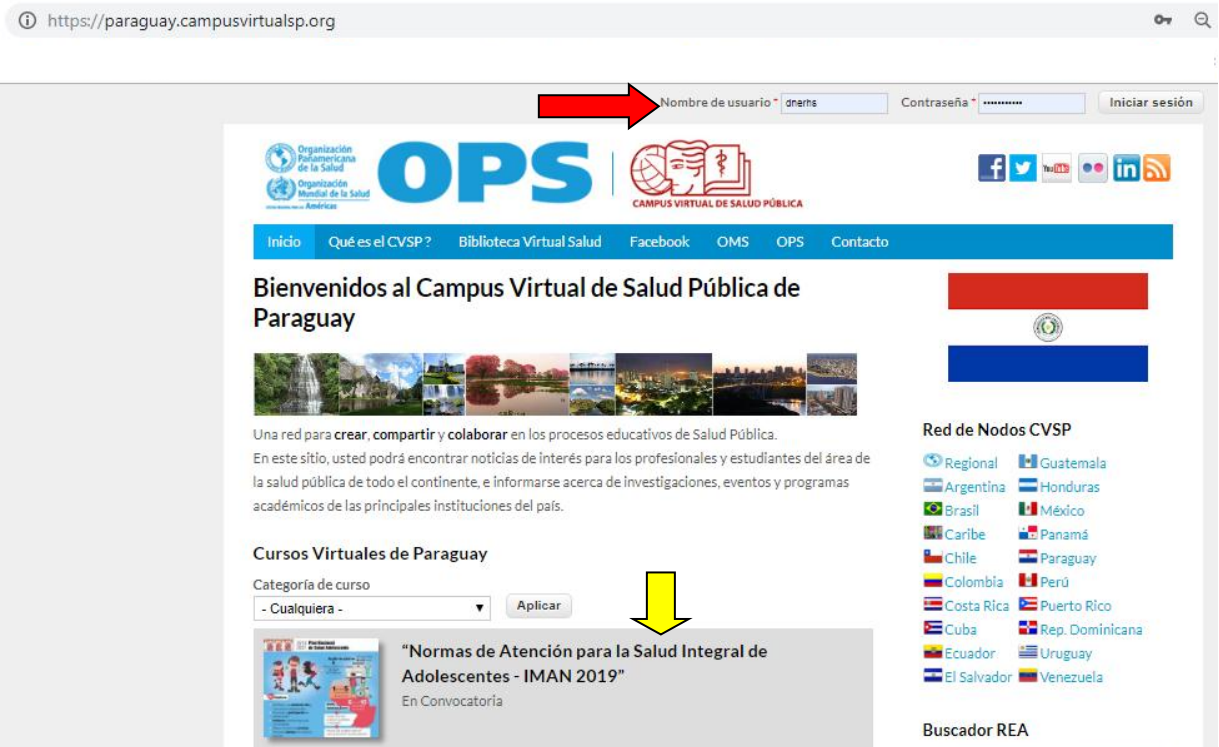 https://paraguay.campusvirtualsp.org
Nombre de usuario * dnerhs Contraseña * ··········· Iniciar sesión
Organización
Panamericana
de la Salud
Organización
Mundial de la Salud
Américas
OPS
CAMPUS VIRTUAL DE SALUD PÚBLICA
You Tube
in
Inicio Qué es el CVSP ? Biblioteca Virtual Salud Facebook OMS OPS Contacto
Bienvenidos al Campus Virtual de Salud Pública de
Paraguay
Una red para crear, compartir y colaborar en los procesos educativos de Salud Pública.
En este sitio, usted podrá encontrar noticias de interés para los profesionales y estudiantes del área de
la salud pública de todo el continente, e informarse acerca de investigaciones, eventos y programas
académicos de las principales instituciones del país.
Cursos Virtuales de Paraguay
Categoría de curso
- Cualquiera - Aplicar
“Normas de Atención para la Salud Integral de
Adolescentes - IMAN 2019”
En Convocatoria
Red de Nodos CVSP
Regional Guatemala
Argentina Honduras
Brasil México
Caribe Panamá
Chile Paraguay
Colombia Perú
Costa Rica Puerto Rico
Cuba Rep. Dominicana
Ecuador Uruguay
El Salvador Venezuela
Buscador REA